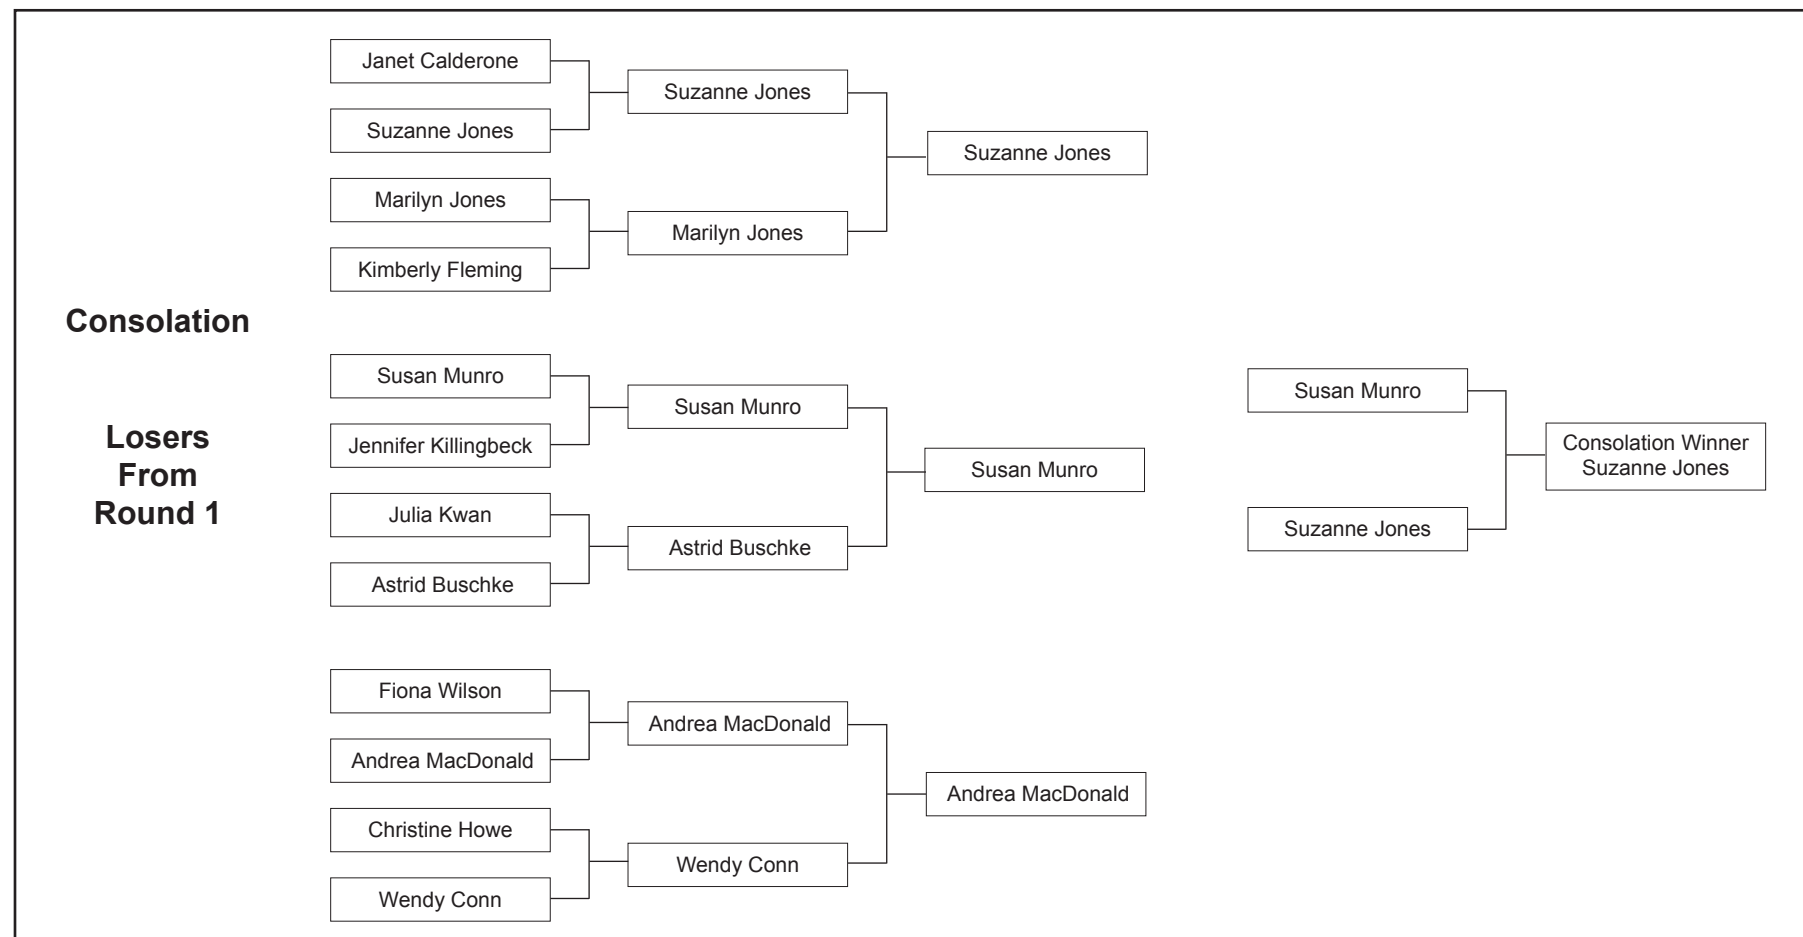 Consolation
Losers
From
Round 1
Janet Calderone
Suzanne Jones
Marilyn Jones
Kimberly Fleming
Susan Munro
Jennifer Killingbeck
Julia Kwan
Astrid Buschke
Fiona Wilson
Andrea MacDonald
Christine Howe
Wendy Conn
Suzanne Jones
Marilyn Jones
Susan Munro
Astrid Buschke
Andrea MacDonald
Wendy Conn
Suzanne Jones
Susan Munro
Andrea MacDonald
Susan Munro
Suzanne Jones
Consolation Winner
Suzanne Jones